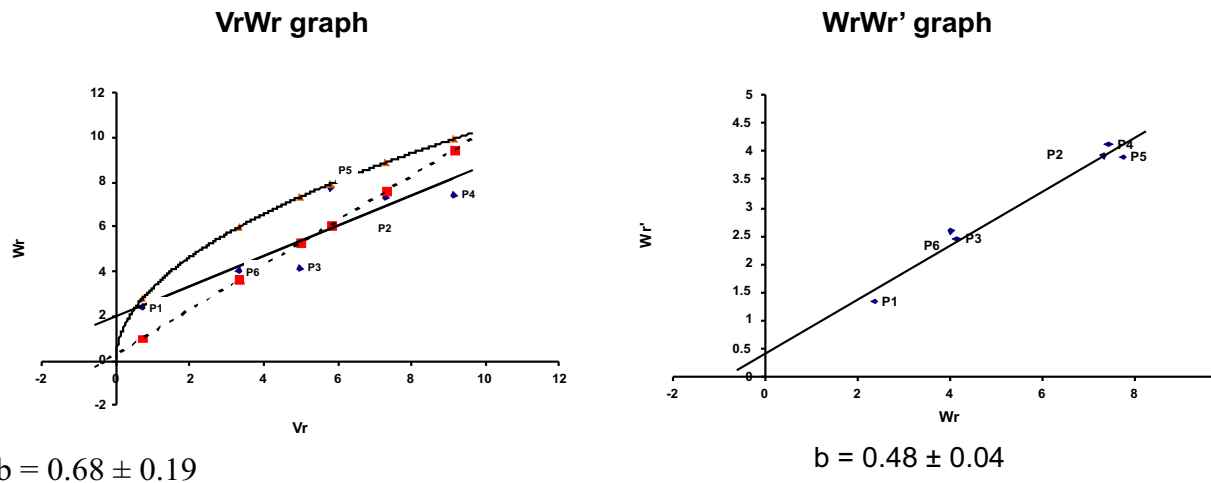 VrWr graph
12
10
8
6
4
2
0
-2
-2
0
2
4
6
8
10
12
Wr
Vr
P1
P6
P3
P5
P2
P4
b = 0.68 ± 0.19
WrWr’ graph
5
4.5
4
3.5
3
2.5
2
1.5
1
0.5
0
-2
0
2
4
6
8
Wr'
Wr
P2
P4
P5
P6
P3
P1
b = 0.48 ± 0.04